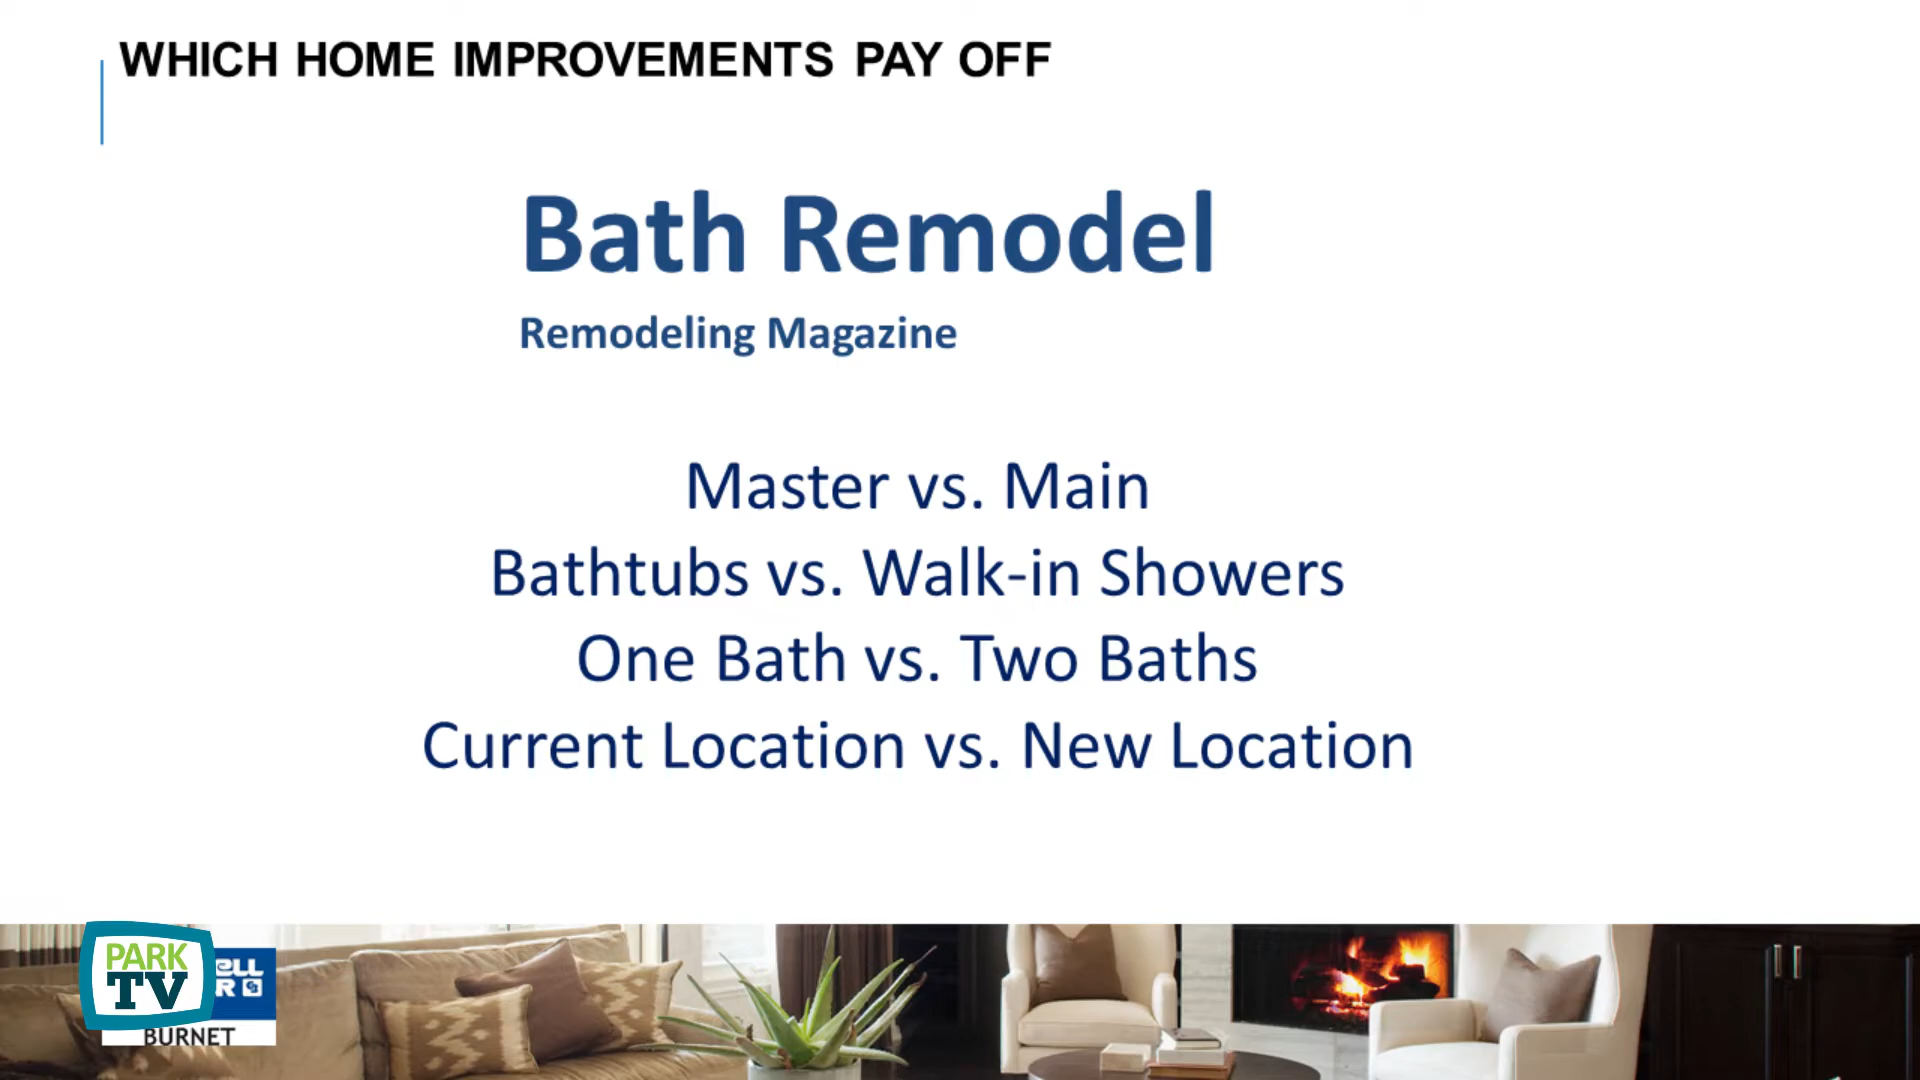 WHICH HOME IMPROVEMENTS PAY OFF
Bath Remodel
Remodeling Magazine
Master vs. Main
Bathtubs vs. Walk-in Showers
One Bath vs. Two Baths
Current Location vs. New Location
PARK
TV
BURNET